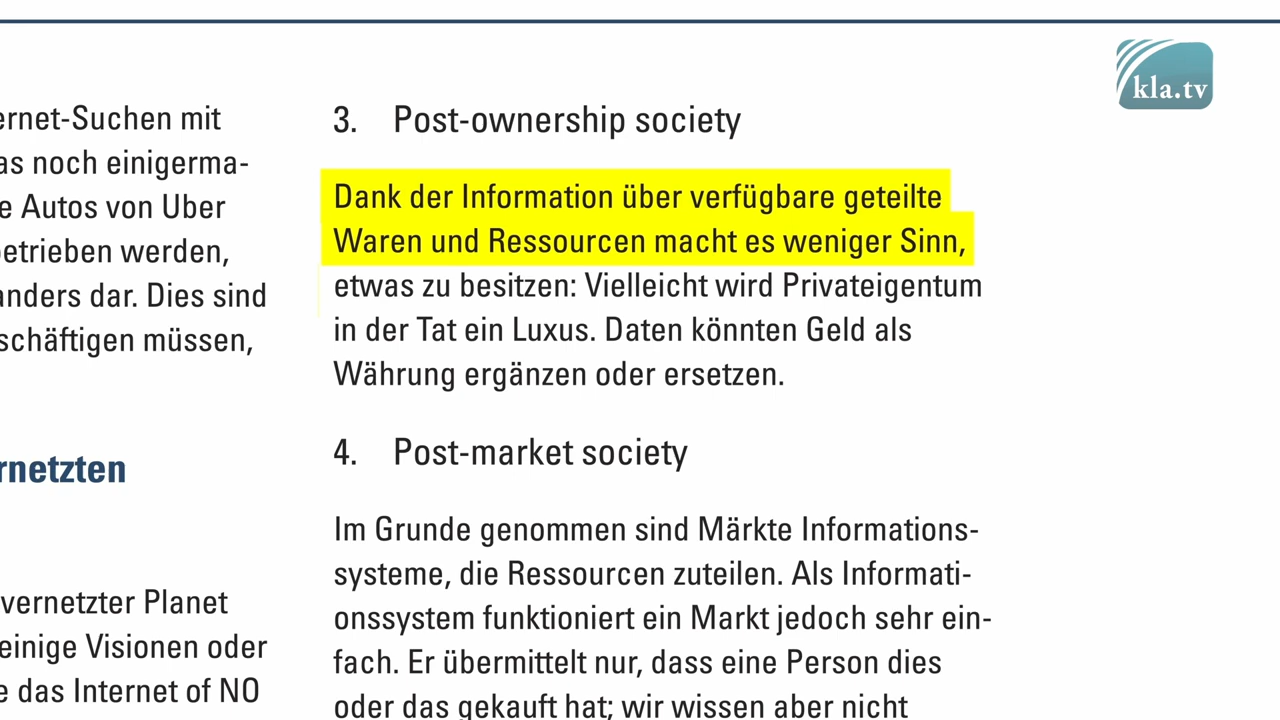 kla.tv
ernet-Suchen mit
as noch einigerma-
e Autos von Uber
betrieben werden,
anders dar. Dies sind
schäftigen müssen,
rnetzten
vernetzter Planet
einige Visionen oder
e das Internet of NO
3. Post-ownership society
Dank der Information über verfügbare geteilte
Waren und Ressourcen macht es weniger Sinn,
etwas zu besitzen: Vielleicht wird Privateigentum
in der Tat ein Luxus. Daten könnten Geld als
Währung ergänzen oder ersetzen.
4. Post-market society
Im Grunde genommen sind Märkte Informations-
systeme, die Ressourcen zuteilen. Als Informati-
onssystem funktioniert ein Markt jedoch sehr ein-
fach. Er übermittelt nur, dass eine Person dies
oder das gekauft hat; wir wissen aber nicht